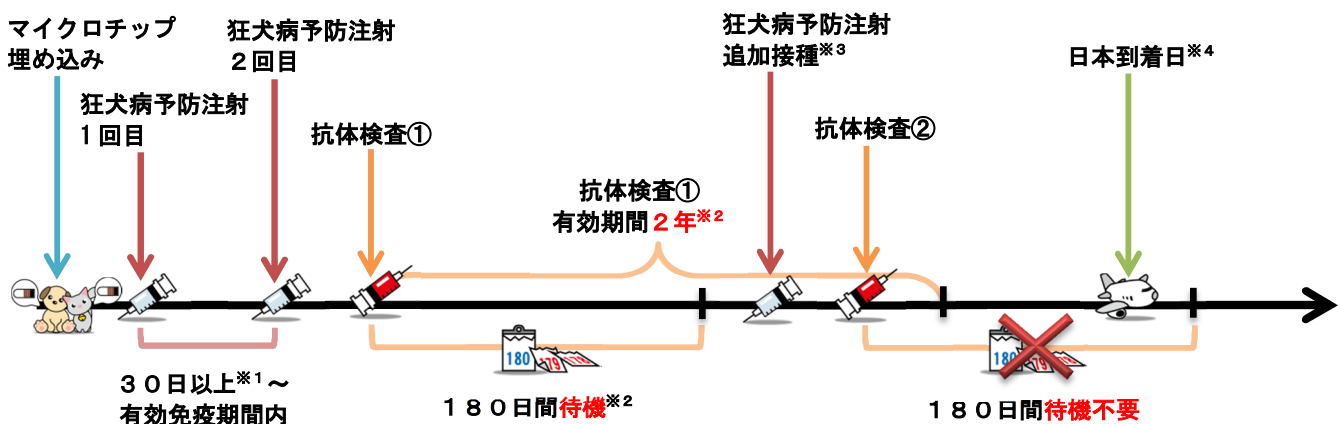 マイクロチップ
埋め込み
狂犬病予防注射
１回目
狂犬病予防注射
２回目
抗体検査①
抗体検査①
有効期間２年※２
狂犬病予防注射
追加接種※３
抗体検査②
日本到着日※４
３０日以上※１～
有効免疫期間内
180
179
178
１８０日間待機※２
180
１８０日間待機不要